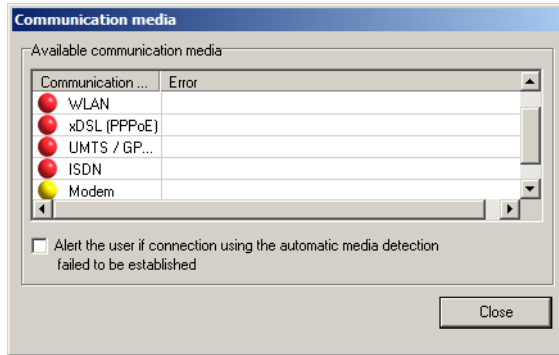 Communication media
Available communication media
Communication ... Error
WLAN
xDSL (PPPoE)
UMTS / GP...
ISDN
Modem
Alert the user if connection using the automatic media detection
failed to be established
Close